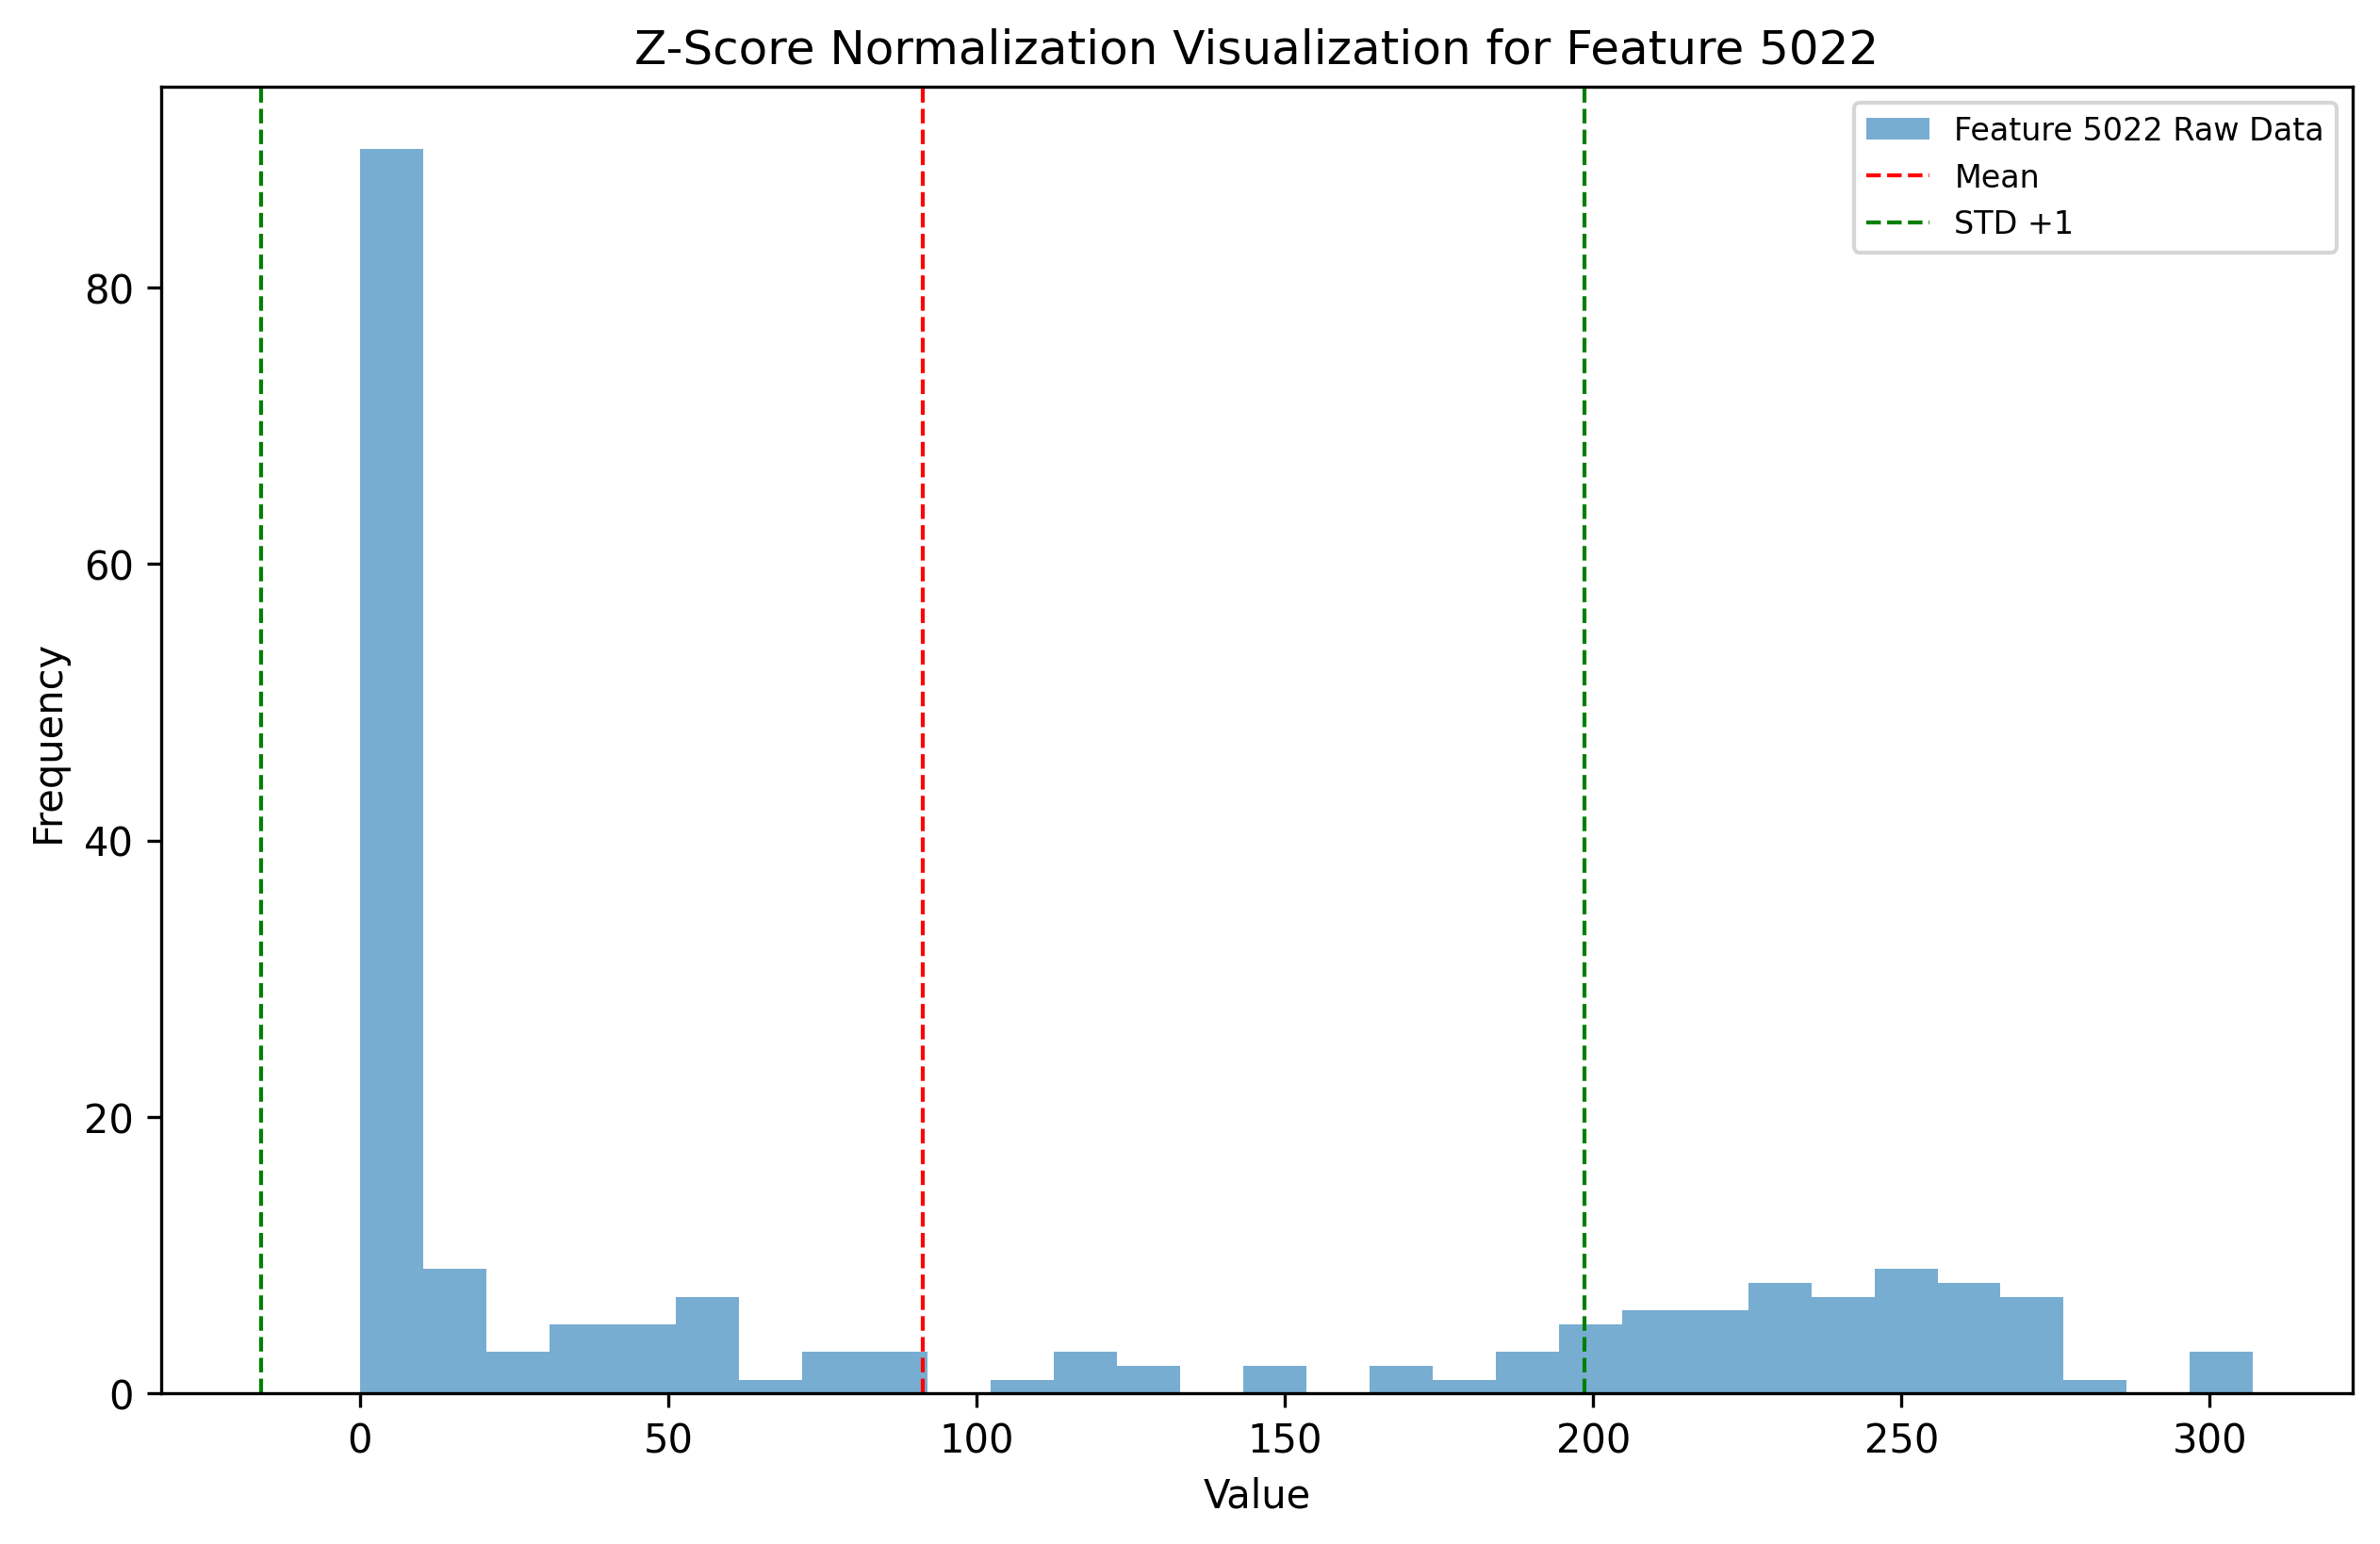 Z-Score Normalization Visualization for Feature 5022
Feature 5022 Raw Data
Mean
STD +1
Frequency
80
60
40
20
0
0 50 100 150 200 250 300
Value